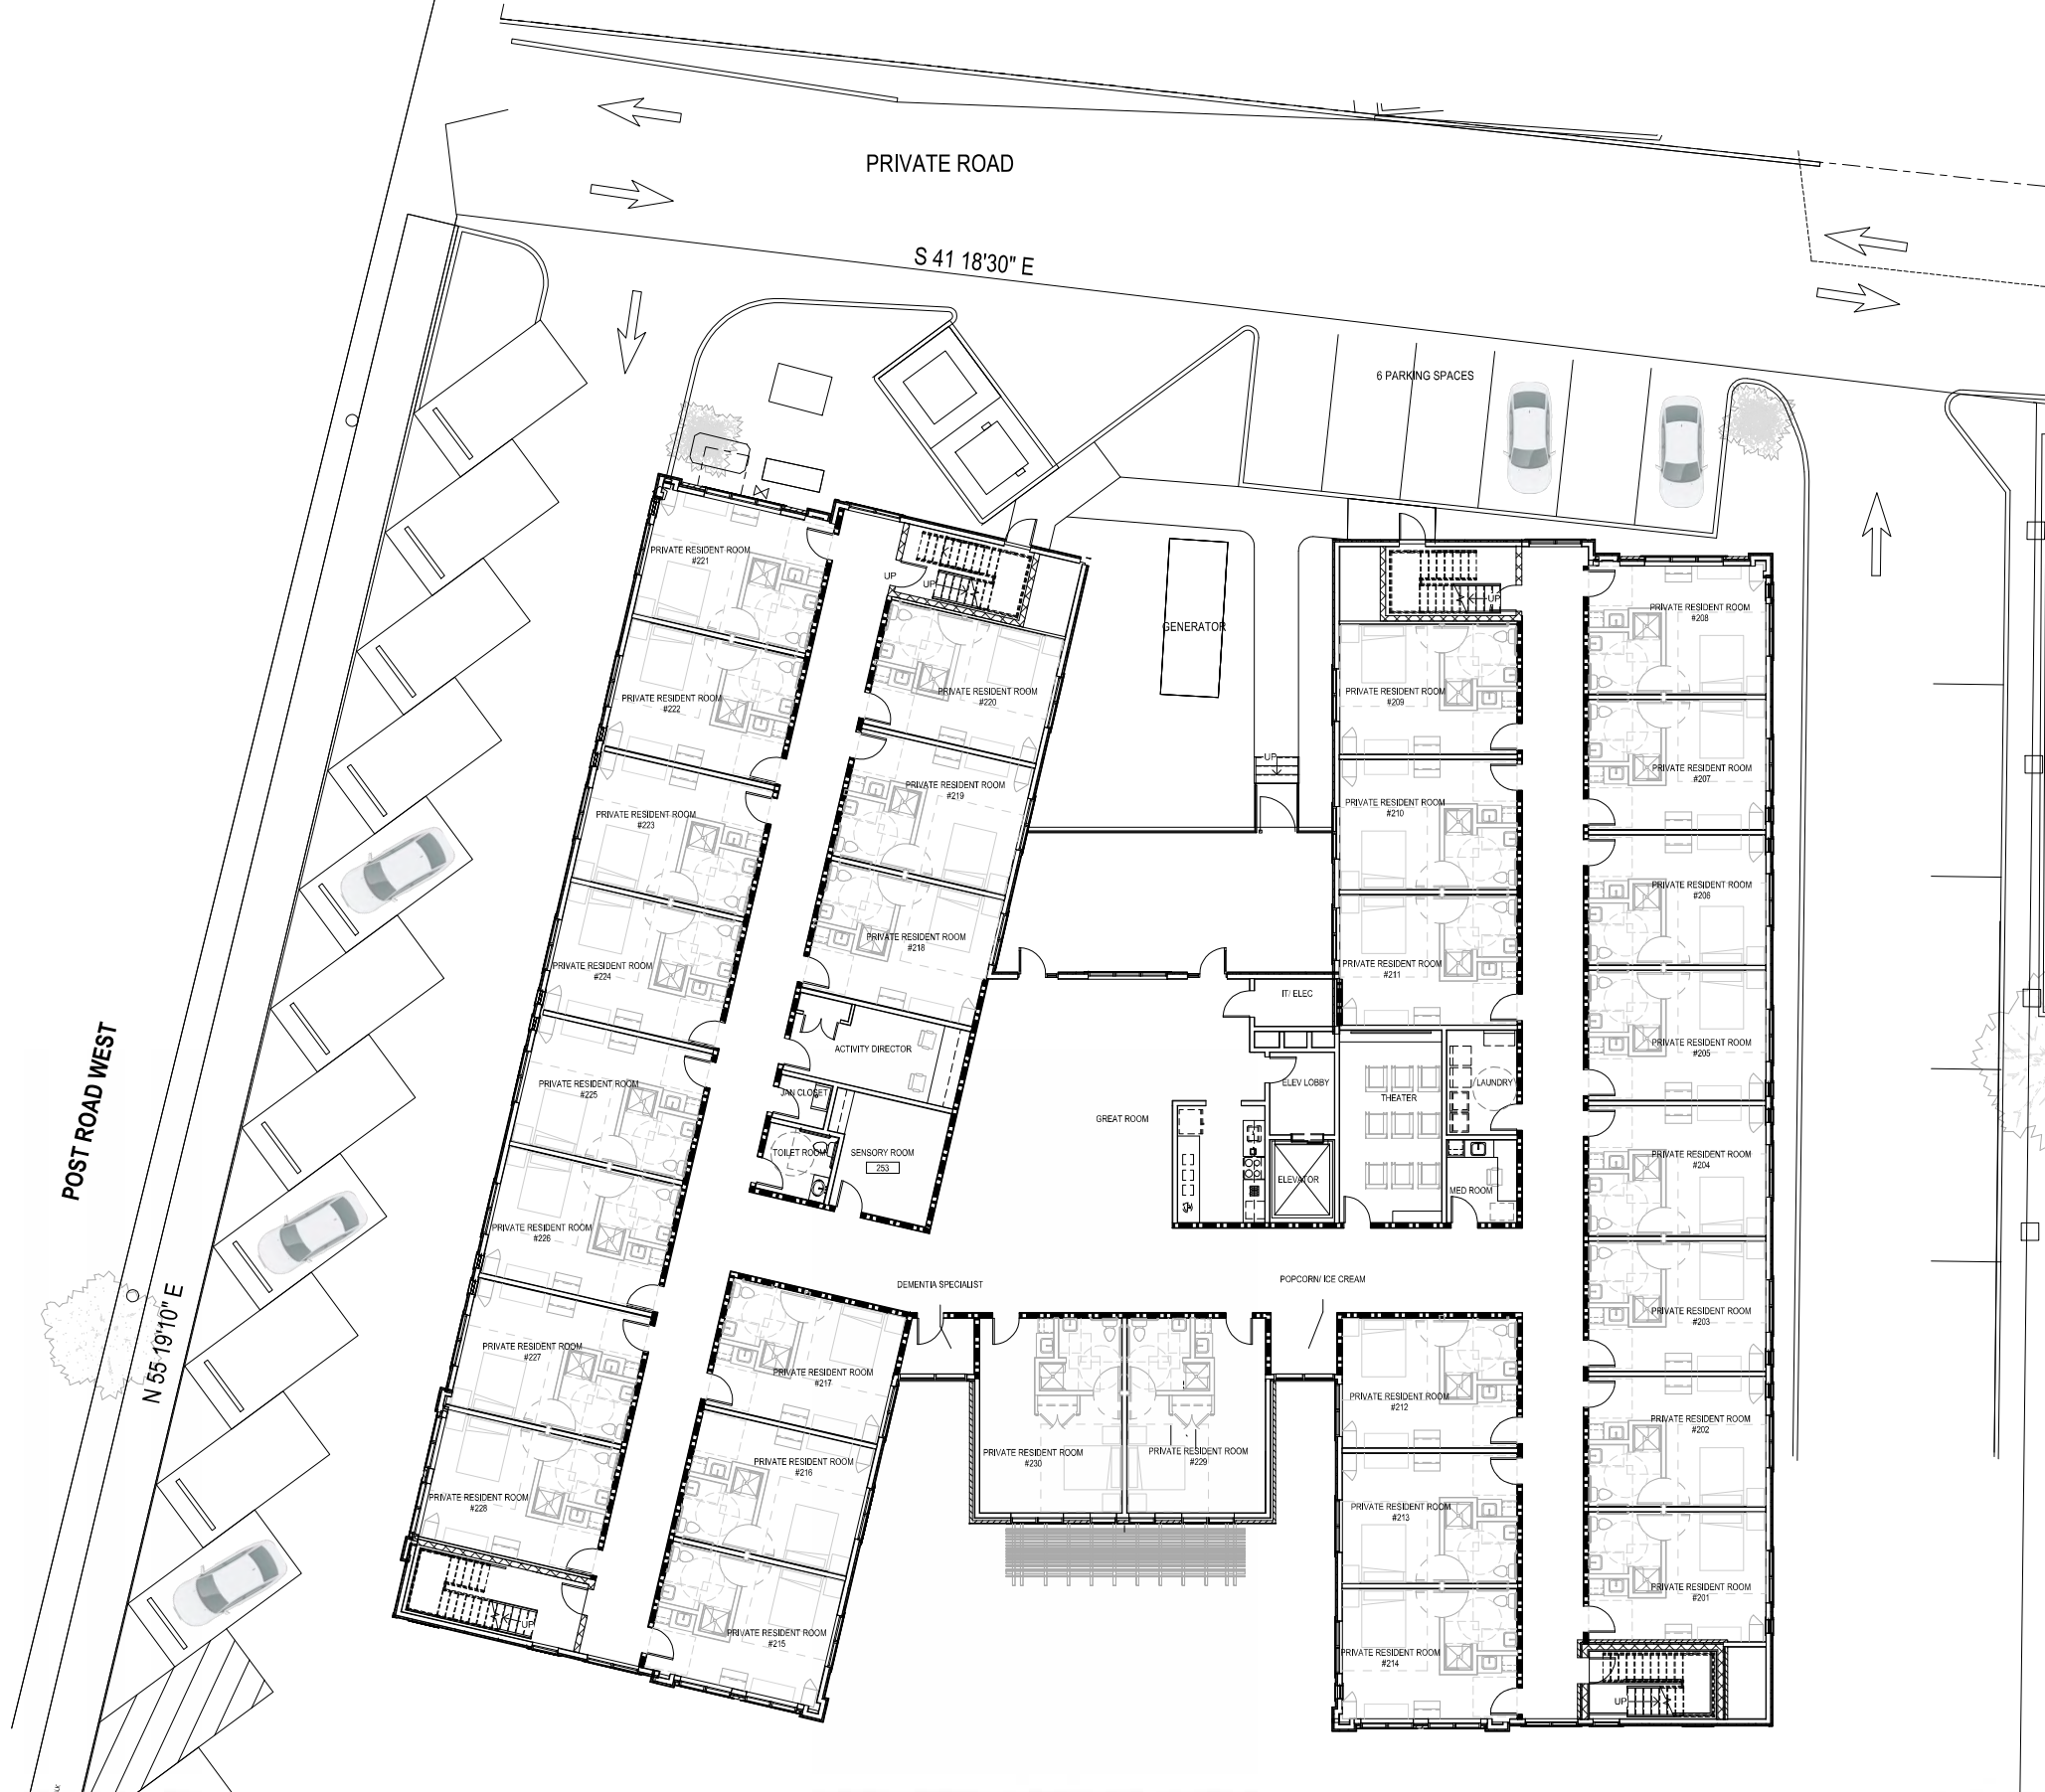 PRIVATE ROAD
S 41 18'30" E
6 PARKING SPACES
POST ROAD WEST
N 55 19'10" E
GENERATOR
UP
UP
UP
UP
UP
UP
PRIVATE RESIDENT ROOM
#221
PRIVATE RESIDENT ROOM
#222
PRIVATE RESIDENT ROOM
#223
PRIVATE RESIDENT ROOM
#224
PRIVATE RESIDENT ROOM
#225
PRIVATE RESIDENT ROOM
#226
PRIVATE RESIDENT ROOM
#227
PRIVATE RESIDENT ROOM
#228
PRIVATE RESIDENT ROOM
#220
PRIVATE RESIDENT ROOM
#219
PRIVATE RESIDENT ROOM
#218
ACTIVITY DIRECTOR
JAN CLOSET
TOILET ROOM
SENSORY ROOM
253
PRIVATE RESIDENT ROOM
#217
PRIVATE RESIDENT ROOM
#216
PRIVATE RESIDENT ROOM
#215
GREAT ROOM
IT/ ELEC
ELEV LOBBY
ELEVATOR
THEATER
LAUNDRY
MED ROOM
DEMENTIA SPECIALIST
POPCORN/ ICE CREAM
PRIVATE RESIDENT ROOM
#230
PRIVATE RESIDENT ROOM
#229
PRIVATE RESIDENT ROOM
#209
PRIVATE RESIDENT ROOM
#210
PRIVATE RESIDENT ROOM
#211
PRIVATE RESIDENT ROOM
#212
PRIVATE RESIDENT ROOM
#213
PRIVATE RESIDENT ROOM
#214
PRIVATE RESIDENT ROOM
#208
PRIVATE RESIDENT ROOM
#207
PRIVATE RESIDENT ROOM
#206
PRIVATE RESIDENT ROOM
#205
PRIVATE RESIDENT ROOM
#204
PRIVATE RESIDENT ROOM
#203
PRIVATE RESIDENT ROOM
#202
PRIVATE RESIDENT ROOM
#201